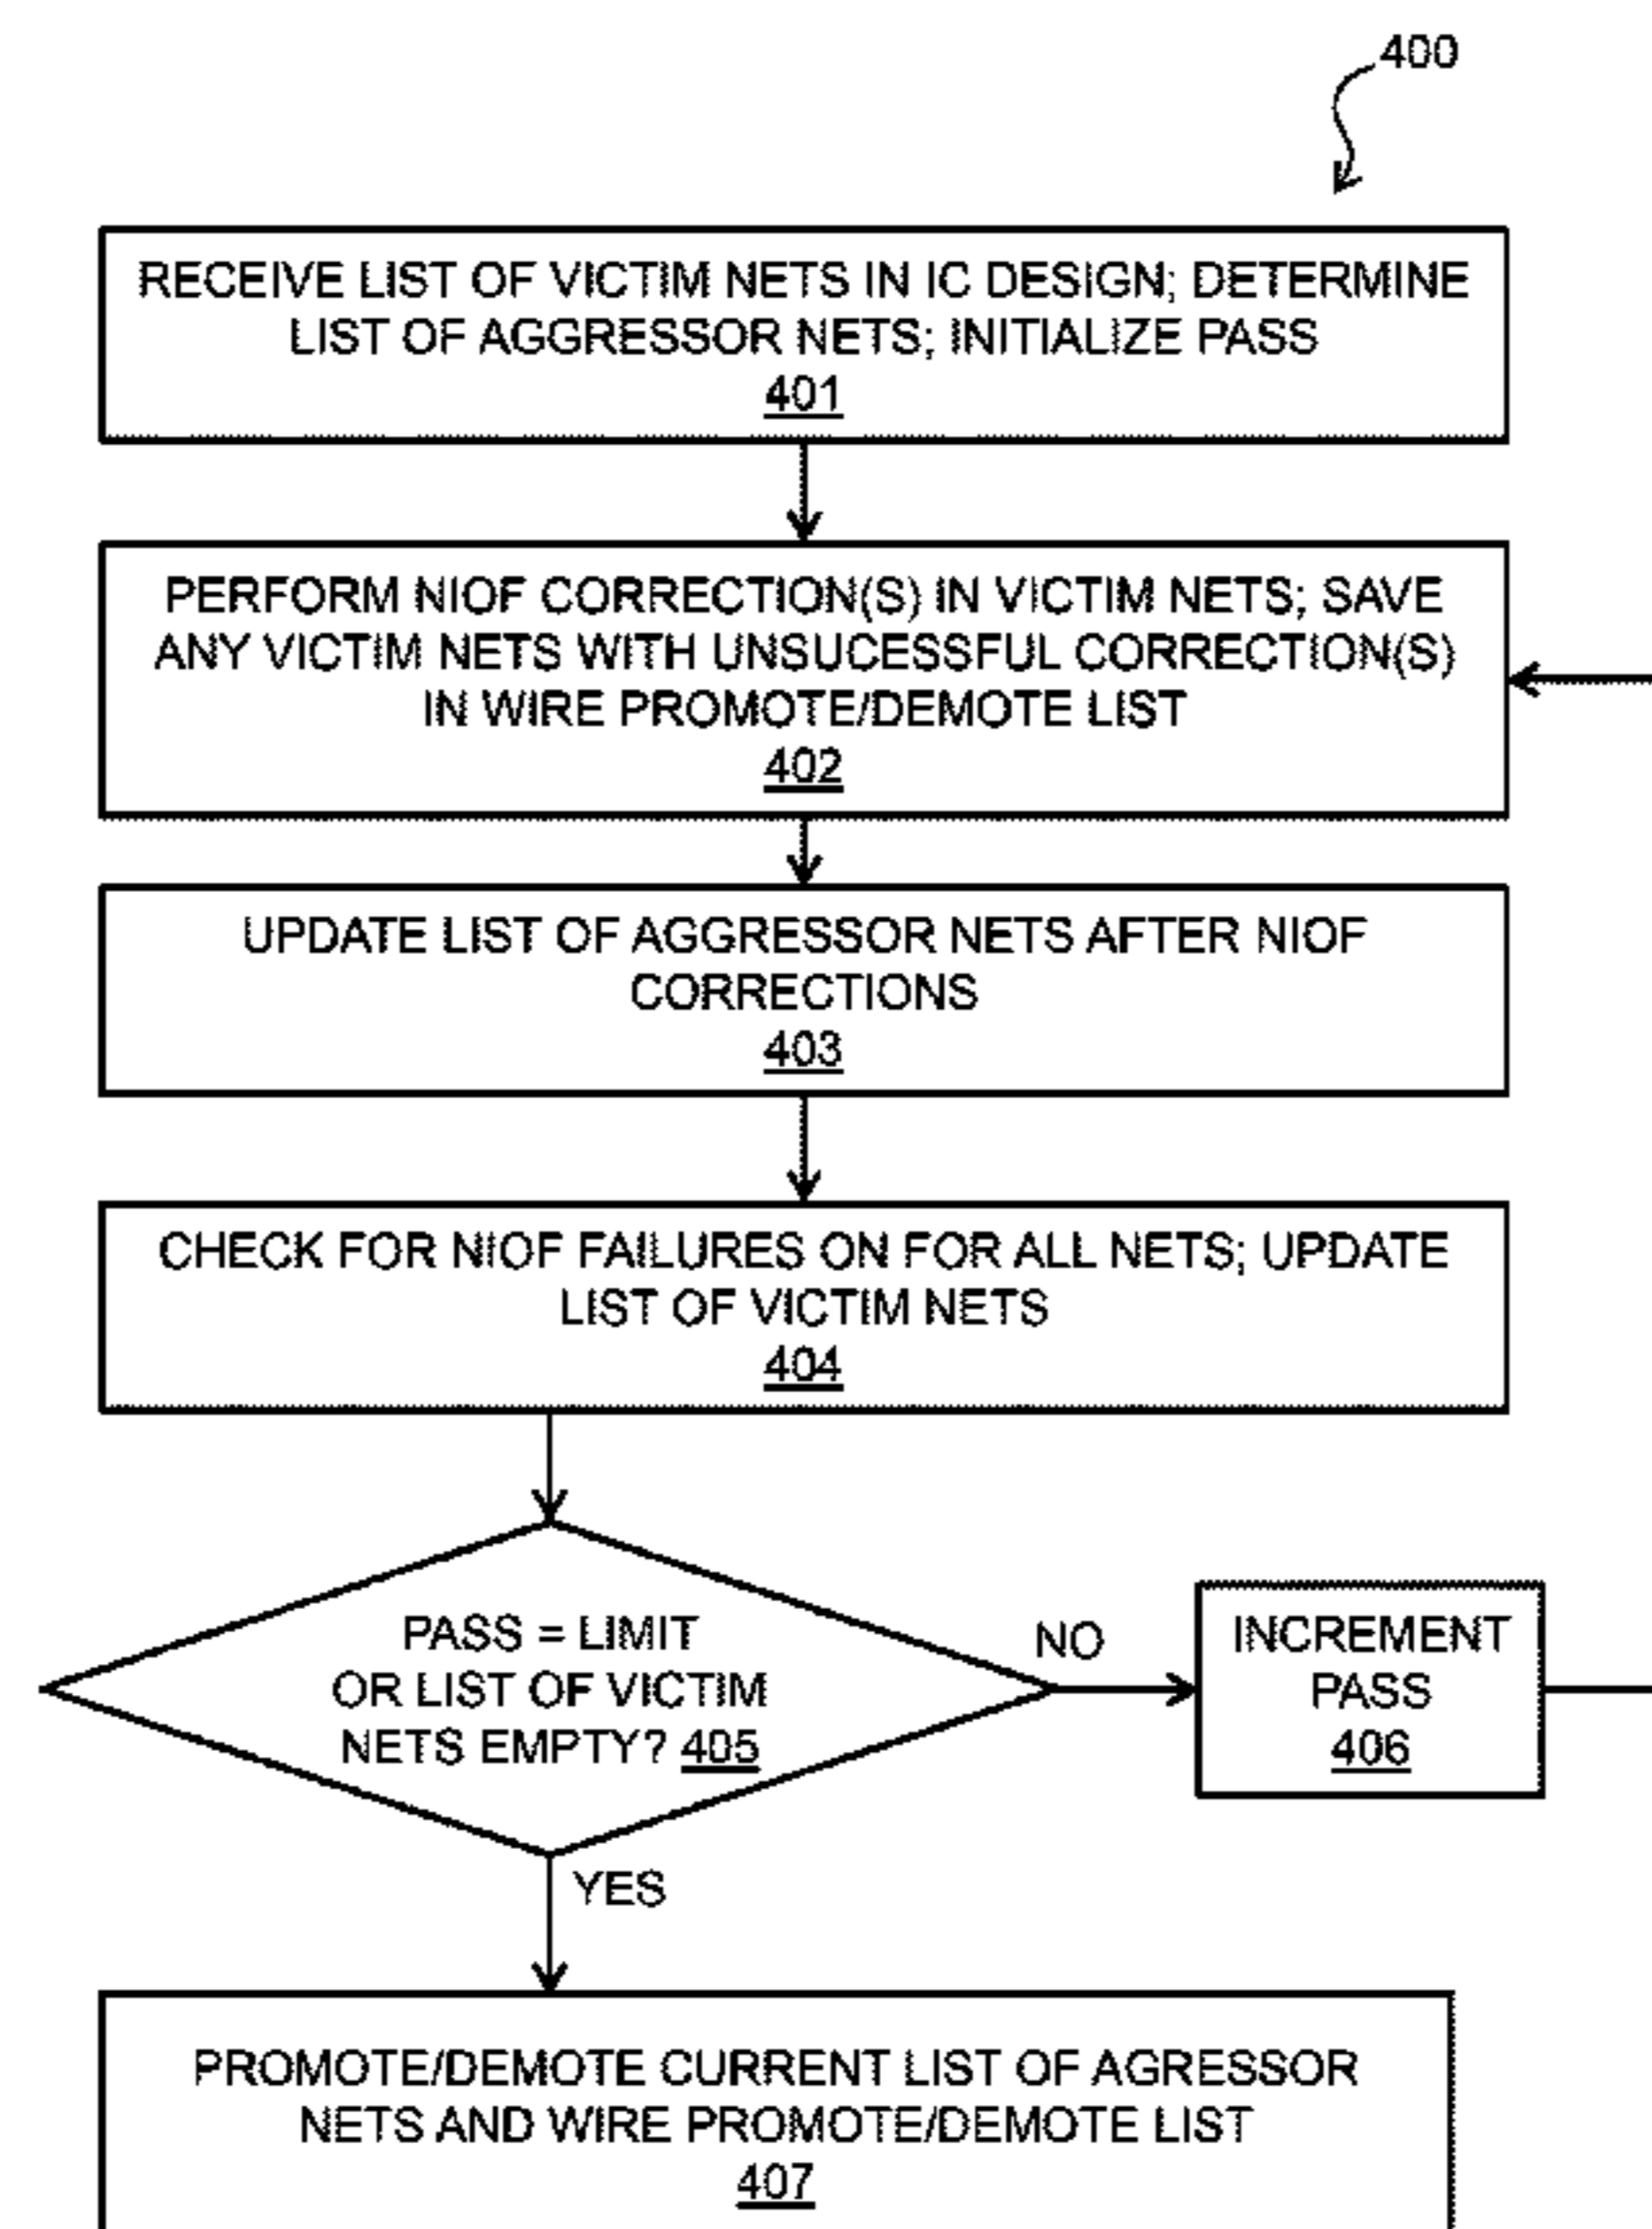 400
RECEIVE LIST OF VICTIM NETS IN IC DESIGN; DETERMINE
LIST OF AGGRESSOR NETS; INITIALIZE PASS
401
PERFORM NIOF CORRECTION(S) IN VICTIM NETS; SAVE
ANY VICTIM NETS WITH UNSUCESSFUL CORRECTION(S)
IN WIRE PROMOTE/DEMOTE LIST
402
UPDATE LIST OF AGGRESSOR NETS AFTER NIOF
CORRECTIONS
403
CHECK FOR NIOF FAILURES ON FOR ALL NETS; UPDATE
LIST OF VICTIM NETS
404
PASS = LIMIT
OR LIST OF VICTIM
NETS EMPTY? 405
NO
INCREMENT
PASS
406
YES
PROMOTE/DEMOTE CURRENT LIST OF AGRESSOR
NETS AND WIRE PROMOTE/DEMOTE LIST
407